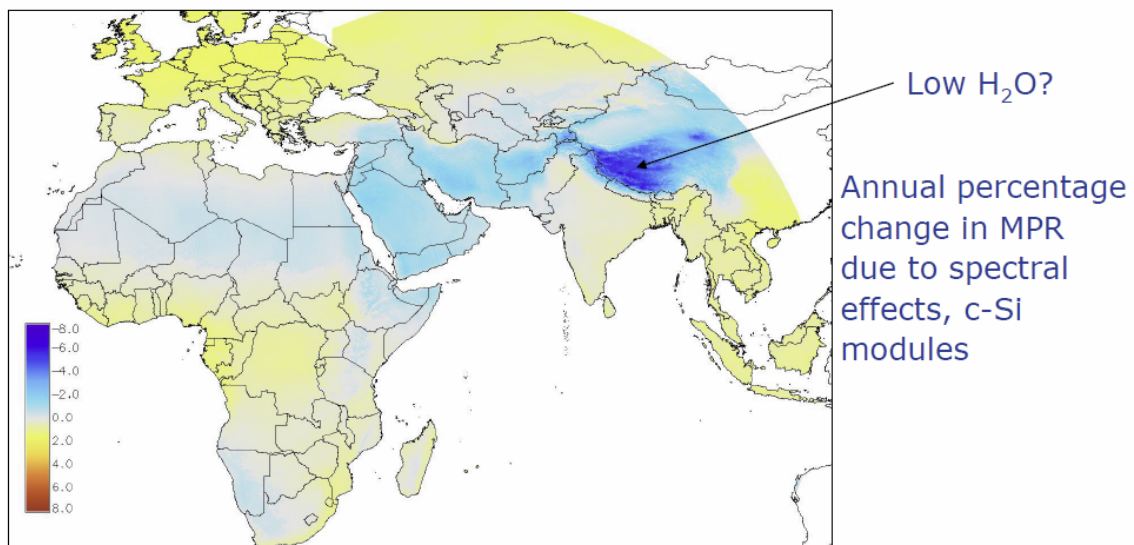 Low H₂O?
Annual percentage
change in MPR
due to spectral
effects, c-Si
modules
-8.0
-6.0
-4.0
-2.0
0.0
2.0
4.0
6.0
8.0